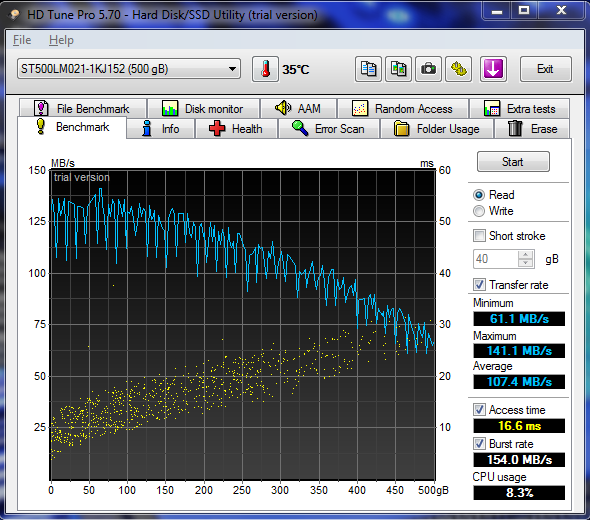 HD Tune Pro 5.70 - Hard Disk/SSD Utility (trial version)
File Help
ST500LM021-1KJ152 (500 gB)
35°C
Exit
File Benchmark
Disk monitor
AAM
Random Access
Extra tests
Benchmark
Info
Health
Error Scan
Folder Usage
Erase
MB/s
ms
trial version
150
125
100
75
50
25
60
50
40
30
20
10
0
50
100
150
200
250
300
350
400
450
500gB
Start
Read
Write
Short stroke
40 gB
Transfer rate
Minimum
61.1 MB/s
Maximum
141.1 MB/s
Average
107.4 MB/s
Access time
16.6 ms
Burst rate
154.0 MB/s
CPU usage
8.3%